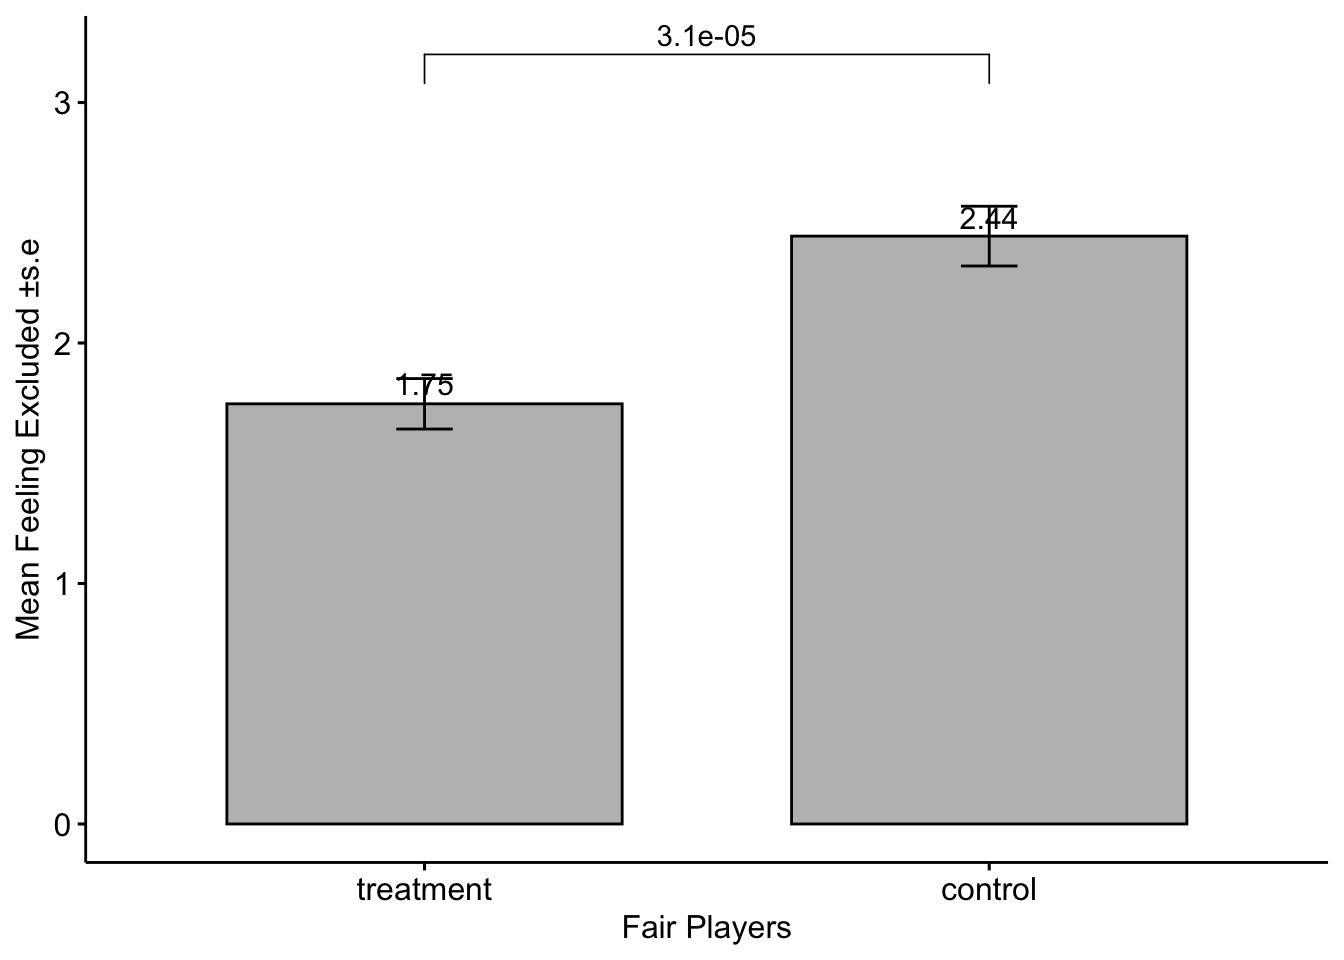 3.1e-05
3
2.44
2
1.75
1
0
Mean Feeling Excluded ±s.e
treatment
control
Fair Players